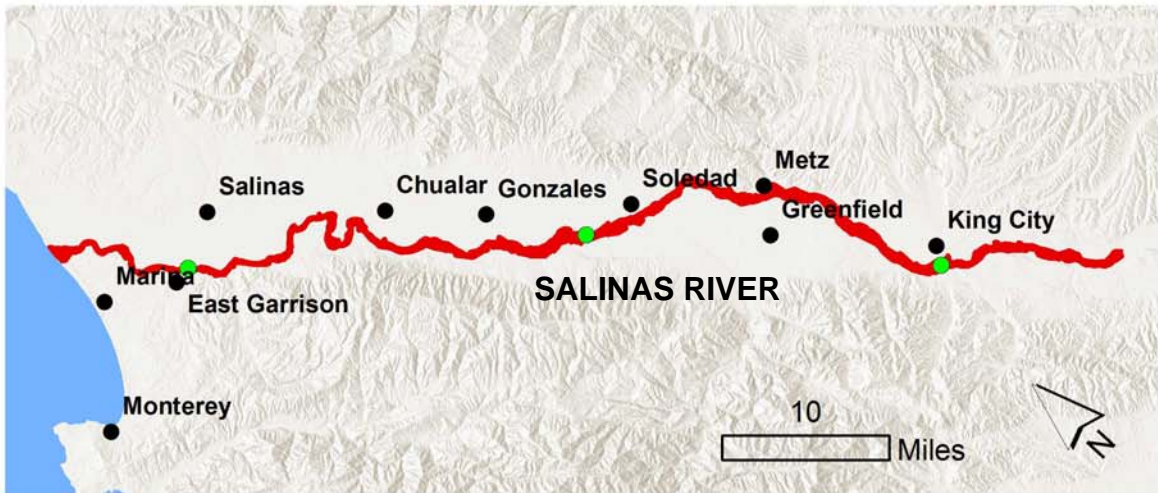 Metz
Salinas
Chualar
Gonzales
Soledad
Greenfield
King City
Marina
East Garrison
SALINAS RIVER
Monterey
10
Miles
N